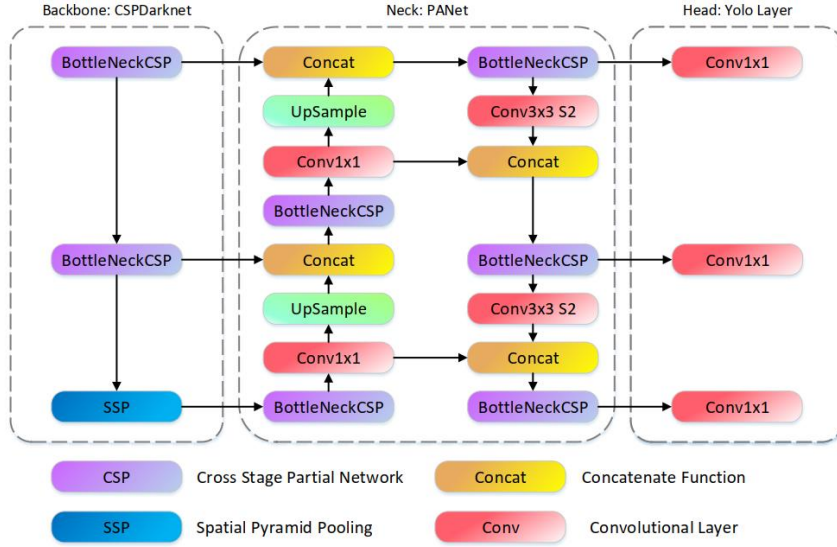 Backbone: CSPDarknet
Neck: PANet
Head: Yolo Layer
BottleNeckCSP
Concat
BottleNeckCSP
Conv1x1
UpSample
Conv3x3 S2
Conv1x1
Concat
BottleNeckCSP
BottleNeckCSP
Concat
BottleNeckCSP
Conv1x1
UpSample
Conv3x3 S2
Conv1x1
Concat
SSP
BottleNeckCSP
BottleNeckCSP
Conv1x1
CSP
Cross Stage Partial Network
Concat
Concatenate Function
SSP
Spatial Pyramid Pooling
Conv
Convolutional Layer